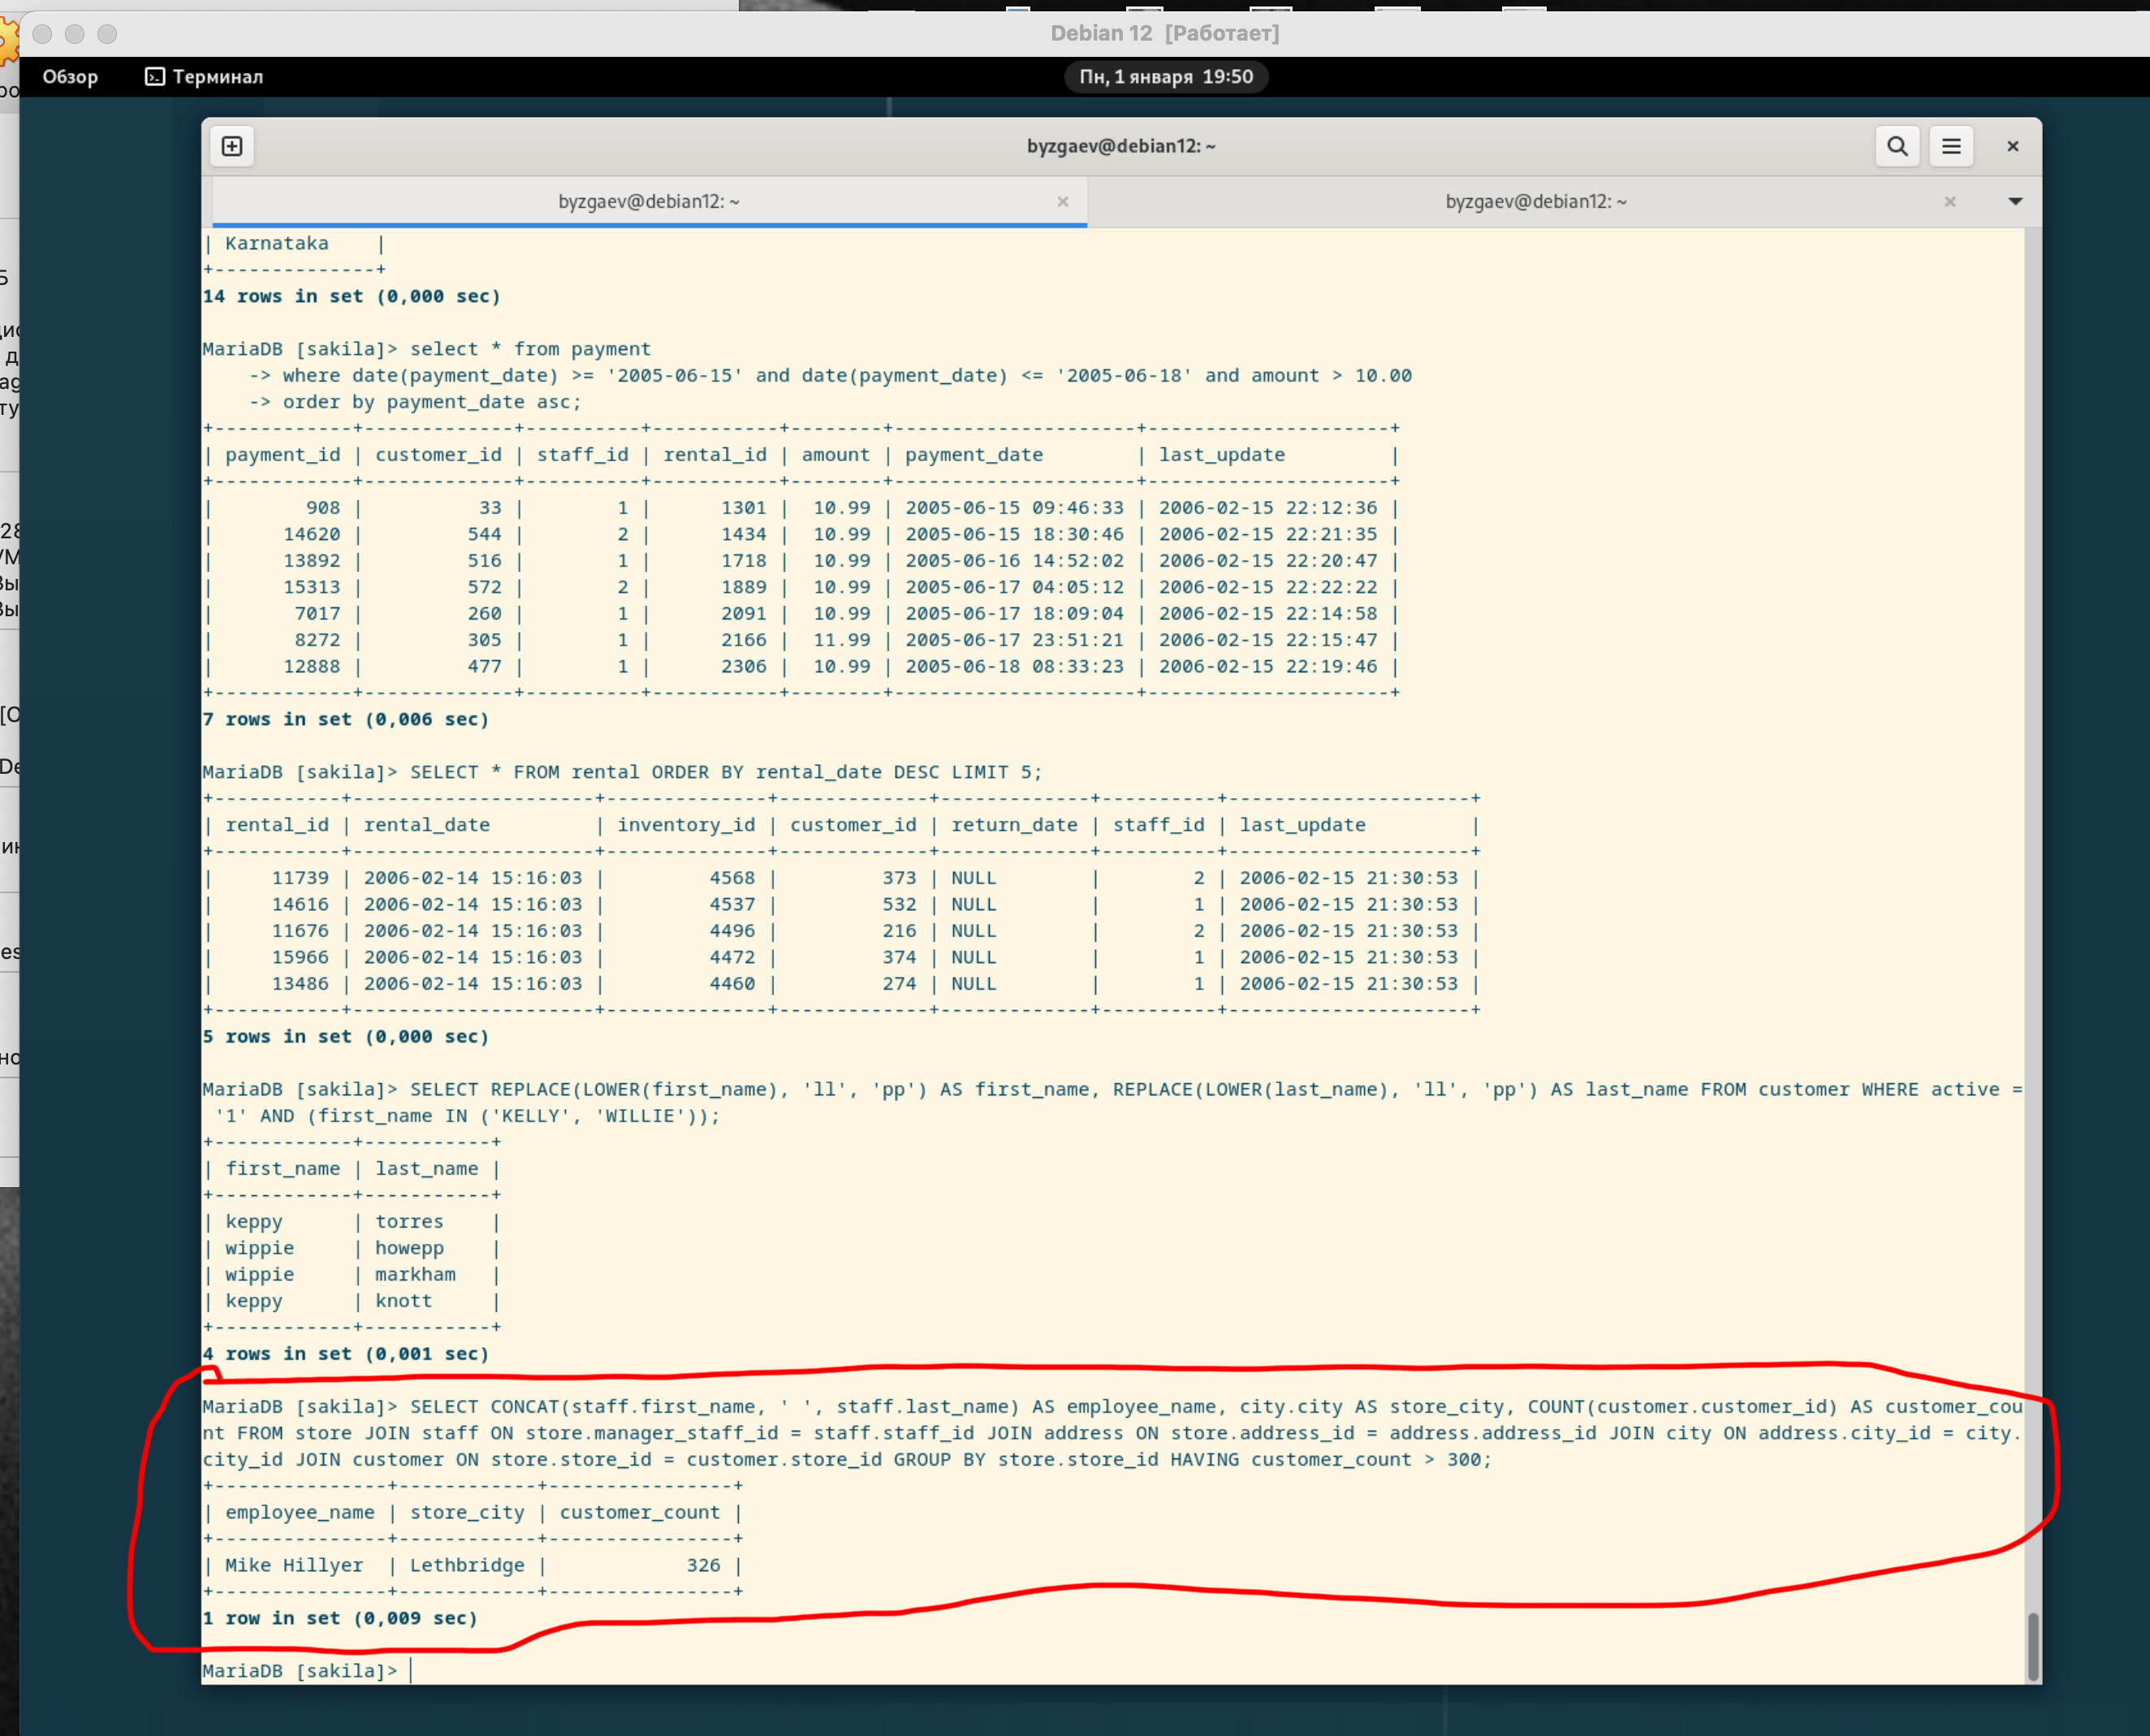 Debian 12 [Работает]
Обзор
Терминал
Пн, 1 января 19:50
byzgaev@debian12: ~
byzgaev@debian12: ~
byzgaev@debian12: ~
| Karnataka    |
+--------------+
14 rows in set (0,000 sec)
MariaDB [sakila]> select * from payment
    -> where date(payment_date) >= '2005-06-15' and date(payment_date) <= '2005-06-18' and amount > 10.00
    -> order by payment_date asc;
+------------+-------------+----------+-----------+--------+---------------------+---------------------+
| payment_id | customer_id | staff_id | rental_id | amount | payment_date        | last_update         |
+------------+-------------+----------+-----------+--------+---------------------+---------------------+
|        908 |          33 |        1 |      1301 |  10.99 | 2005-06-15 09:46:33 | 2006-02-15 22:12:36 |
|      14620 |         544 |        2 |      1434 |  10.99 | 2005-06-15 18:30:46 | 2006-02-15 22:21:35 |
|      13892 |         516 |        1 |      1718 |  10.99 | 2005-06-16 14:52:02 | 2006-02-15 22:20:47 |
|      15313 |         572 |        2 |      1889 |  10.99 | 2005-06-17 04:05:12 | 2006-02-15 22:22:22 |
|       7017 |         260 |        1 |      2091 |  10.99 | 2005-06-17 18:09:04 | 2006-02-15 22:14:58 |
|       8272 |         305 |        1 |      2166 |  11.99 | 2005-06-17 23:51:21 | 2006-02-15 22:15:47 |
|      12888 |         477 |        1 |      2306 |  10.99 | 2005-06-18 08:33:23 | 2006-02-15 22:19:46 |
+------------+-------------+----------+-----------+--------+---------------------+---------------------+
7 rows in set (0,006 sec)
MariaDB [sakila]> SELECT * FROM rental ORDER BY rental_date DESC LIMIT 5;
+-----------+---------------------+--------------+-------------+-------------+----------+---------------------+
| rental_id | rental_date         | inventory_id | customer_id | return_date | staff_id | last_update         |
+-----------+---------------------+--------------+-------------+-------------+----------+---------------------+
|     11739 | 2006-02-14 15:16:03 |         4568 |         373 | NULL        |        2 | 2006-02-15 21:30:53 |
|     14616 | 2006-02-14 15:16:03 |         4537 |         532 | NULL        |        1 | 2006-02-15 21:30:53 |
|     11676 | 2006-02-14 15:16:03 |         4496 |         216 | NULL        |        2 | 2006-02-15 21:30:53 |
|     15966 | 2006-02-14 15:16:03 |         4472 |         374 | NULL        |        1 | 2006-02-15 21:30:53 |
|     13486 | 2006-02-14 15:16:03 |         4460 |         274 | NULL        |        1 | 2006-02-15 21:30:53 |
+-----------+---------------------+--------------+-------------+-------------+----------+---------------------+
5 rows in set (0,000 sec)
MariaDB [sakila]> SELECT REPLACE(LOWER(first_name), 'll', 'pp') AS first_name, REPLACE(LOWER(last_name), 'll', 'pp') AS last_name FROM customer WHERE active =
 '1' AND (first_name IN ('KELLY', 'WILLIE'));
+------------+-----------+
| first_name | last_name |
+------------+-----------+
| keppy      | torres    |
| wippie     | howepp    |
| wippie     | markham   |
| keppy      | knott     |
+------------+-----------+
4 rows in set (0,001 sec)
MariaDB [sakila]> SELECT CONCAT(staff.first_name, ' ', staff.last_name) AS employee_name, city.city AS store_city, COUNT(customer.customer_id) AS customer_cou
nt FROM store JOIN staff ON store.manager_staff_id = staff.staff_id JOIN address ON store.address_id = address.address_id JOIN city ON address.city_id = city.
city_id JOIN customer ON store.store_id = customer.store_id GROUP BY store.store_id HAVING customer_count > 300;
+---------------+------------+----------------+
| employee_name | store_city | customer_count |
+---------------+------------+----------------+
| Mike Hillyer  | Lethbridge |            326 |
+---------------+------------+----------------+
1 row in set (0,009 sec)
MariaDB [sakila]>